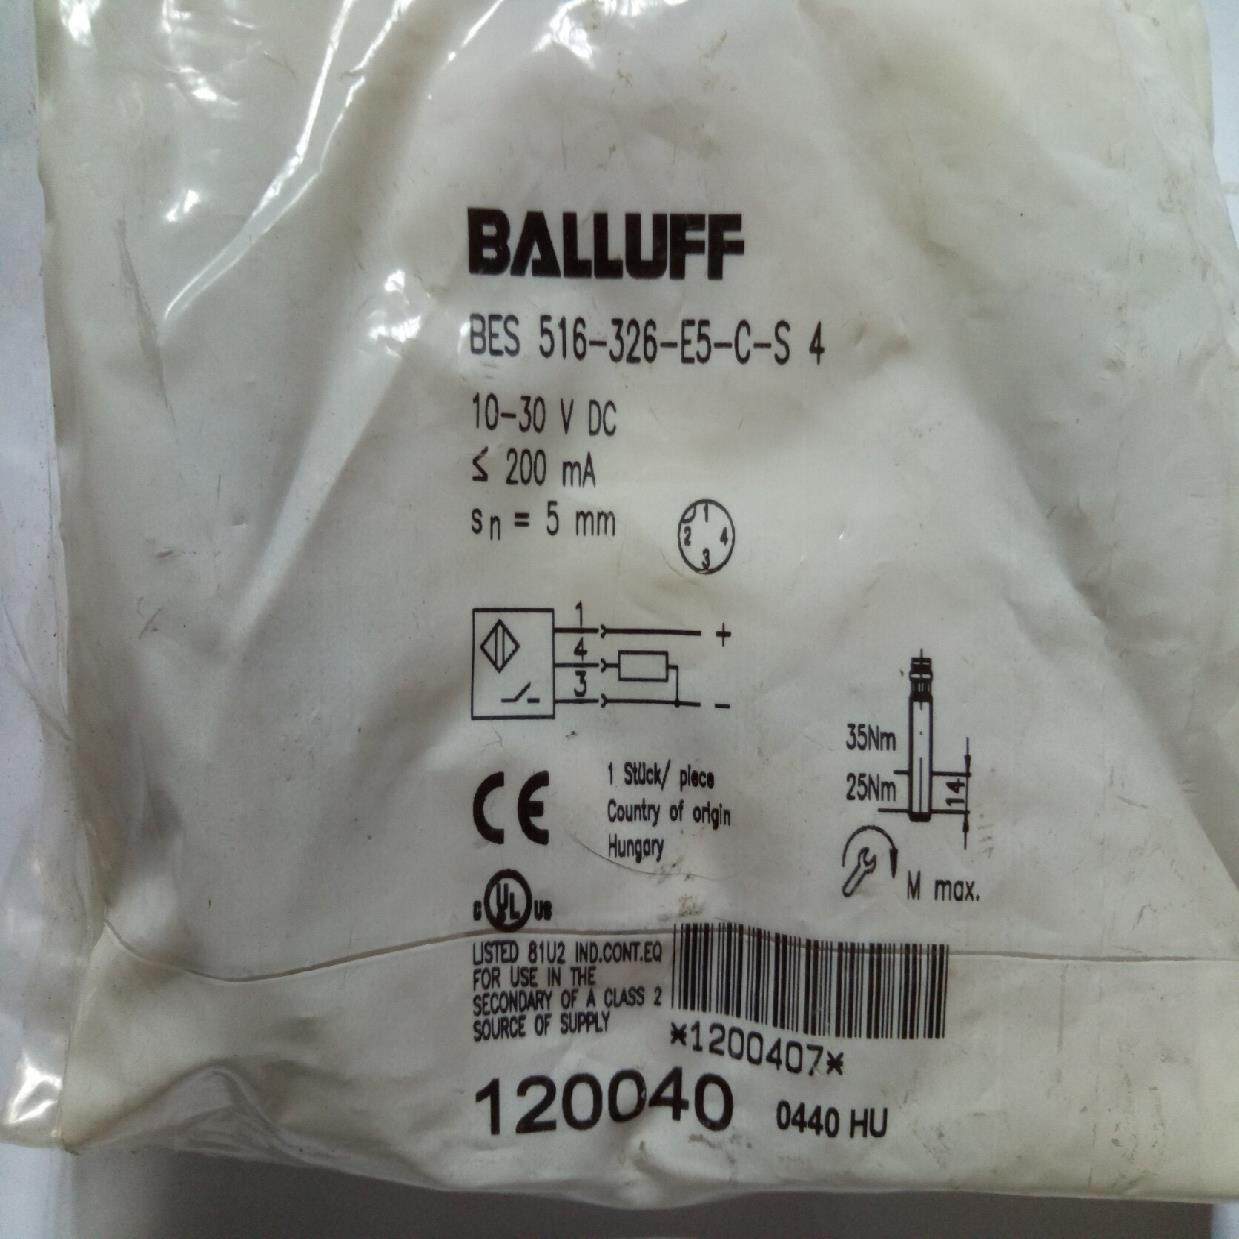 BALLUFF
BES 516-326-E5-C-S 4
10-30 V DC
≤ 200 mA
sn = 5 mm
1
2 4
3
1
+
4
3
-
35Nm
25Nm
14
M max.
CE
1 Stück/ piece
Country of origin
Hungary
c UL us
LISTED 81U2 IND.CONT.EQ
FOR USE IN THE
SECONDARY OF A CLASS 2
SOURCE OF SUPPLY
*1200407*
120040 0440 HU